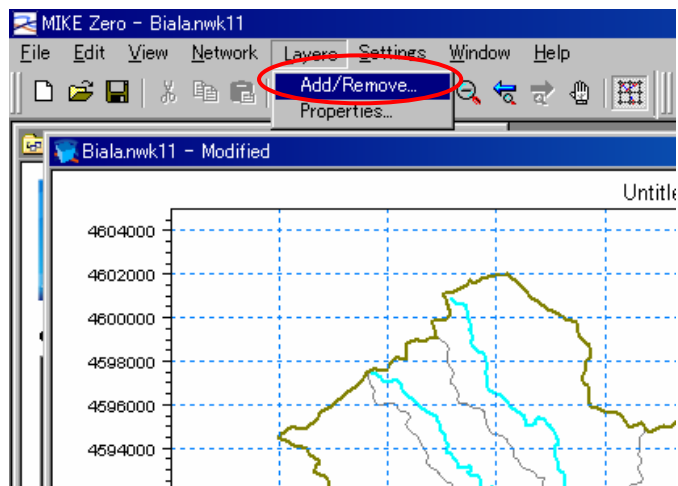 MIKE Zero - Biala.nwk11
File Edit View Network Layers Settings Window Help
Add/Remove...
Properties...
Biala.nwk11 - Modified
4604000
4602000
4600000
4598000
4596000
4594000